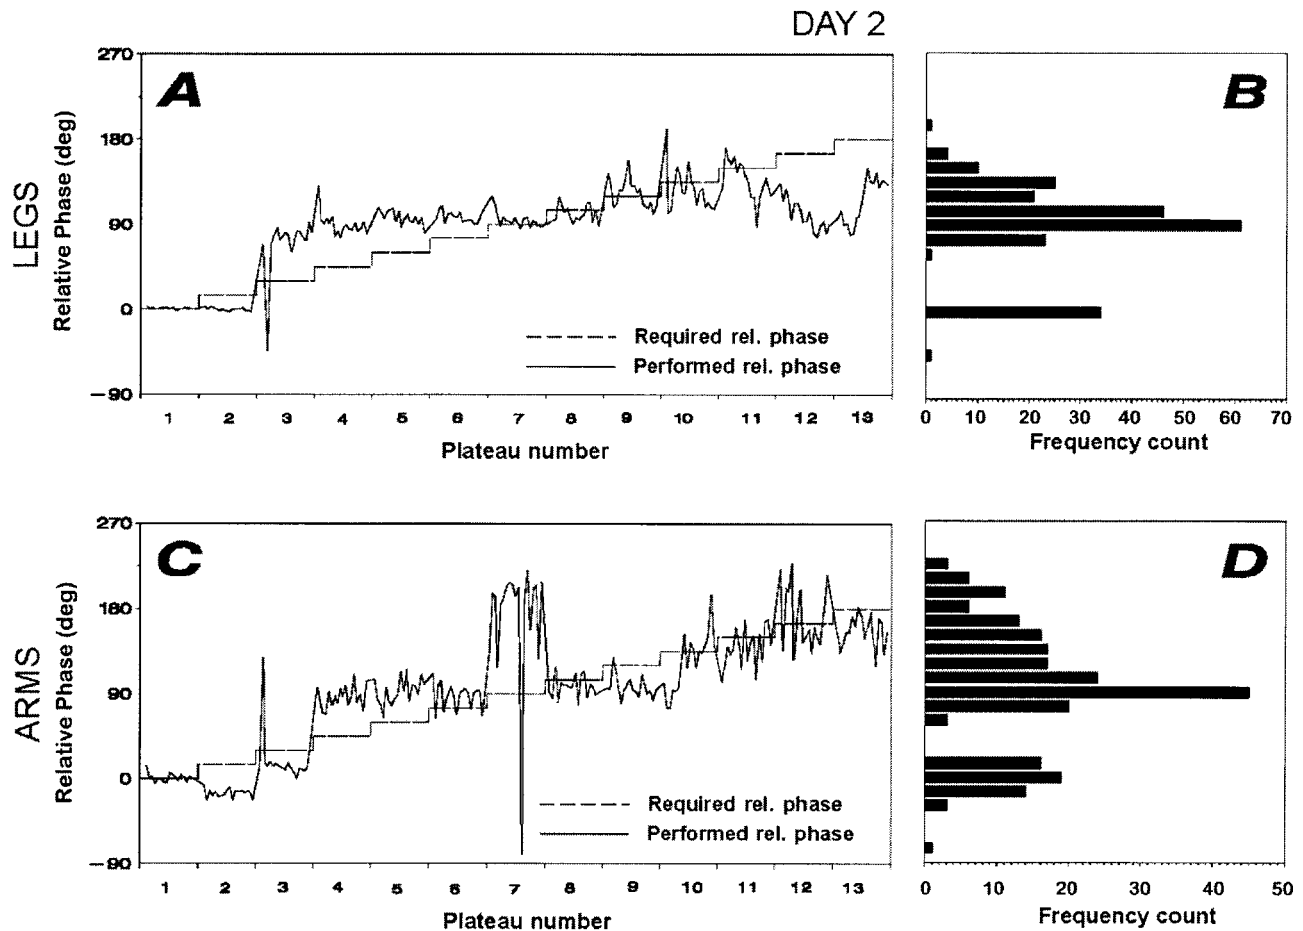 DAY 2
LEGS
Relative Phase (deg)
270
180
90
0
−90
A
Required rel. phase
Performed rel. phase
1 2 3 4 5 6 7 8 9 10 11 12 13
Plateau number
B
0 10 20 30 40 50 60 70
Frequency count
ARMS
Relative Phase (deg)
270
180
90
0
−90
C
Required rel. phase
Performed rel. phase
1 2 3 4 5 6 7 8 9 10 11 12 13
Plateau number
D
0 10 20 30 40 50
Frequency count